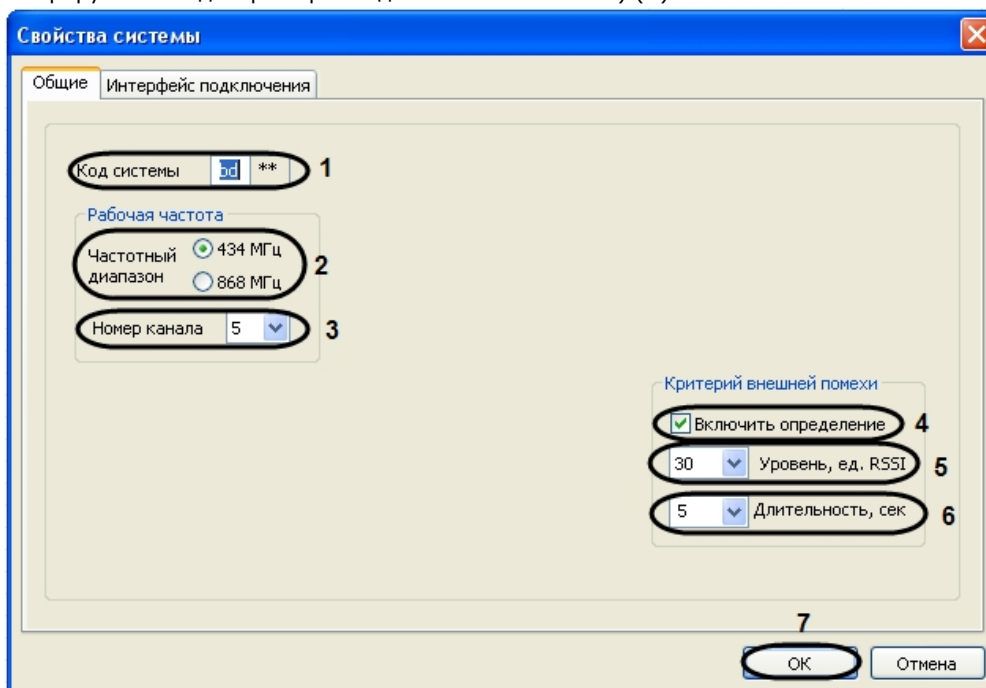 Свойства системы
Общие
Интерфейс подключения
Код системы bd ** 1
Рабочая частота
Частотный диапазон
434 МГц
868 МГц
2
Номер канала 5 3
Критерий внешней помехи
Включить определение 4
30 Уровень, ед. RSSI 5
5 Длительность, сек 6
7
ОК Отмена